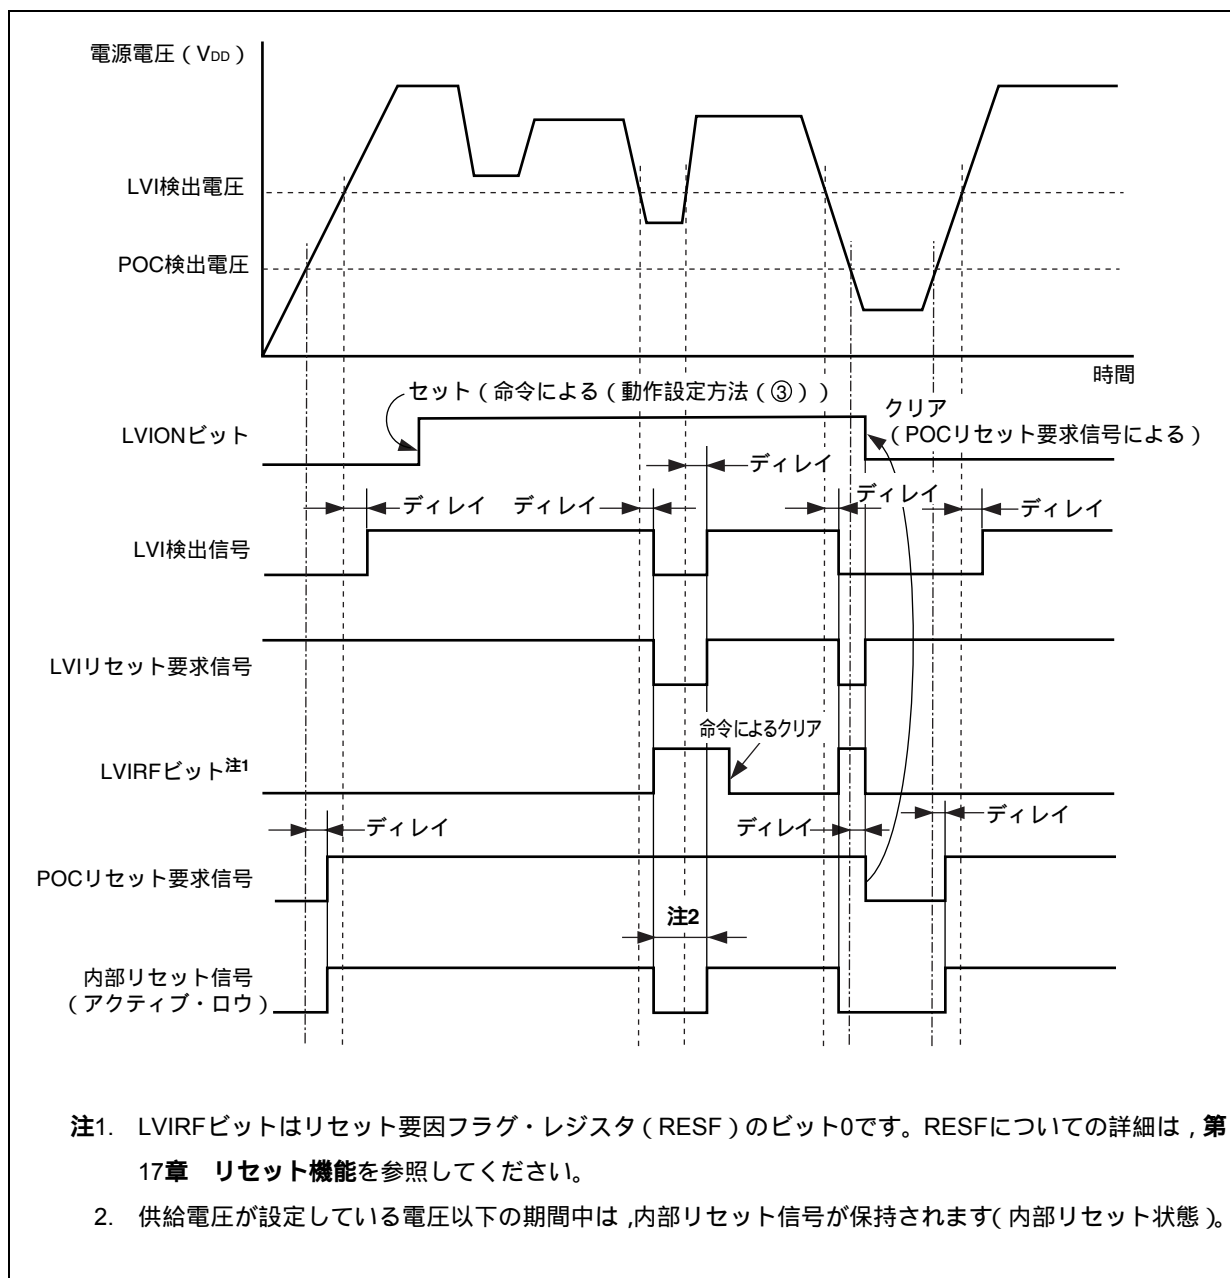 電源電圧（VDD）
LVI検出電圧
POC検出電圧
時間
セット（命令による（動作設定方法（③））
クリア
（POCリセット要求信号による）
LVIONビット
ディレイ
ディレイ
ディレイ
ディレイ
ディレイ
LVI検出信号
LVIリセット要求信号
命令によるクリア
LVIRFビット注1
ディレイ
ディレイ
ディレイ
POCリセット要求信号
注2
内部リセット信号
（アクティブ・ロウ）
注1. LVIRFビットはリセット要因フラグ・レジスタ（RESF）のビット0です。RESFについての詳細は，第
17章　リセット機能を参照してください。
2. 供給電圧が設定している電圧以下の期間中は，内部リセット信号が保持されます（内部リセット状態）。